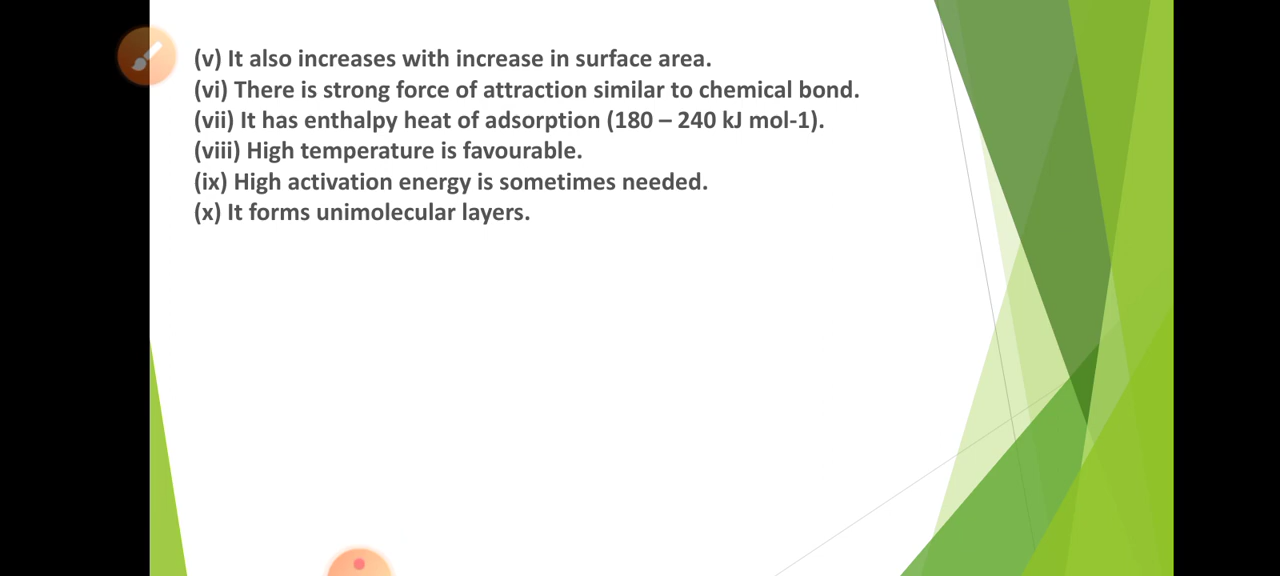 (v) It also increases with increase in surface area.
(vi) There is strong force of attraction similar to chemical bond.
(vii) It has enthalpy heat of adsorption (180 – 240 kJ mol-1).
(viii) High temperature is favourable.
(ix) High activation energy is sometimes needed.
(x) It forms unimolecular layers.